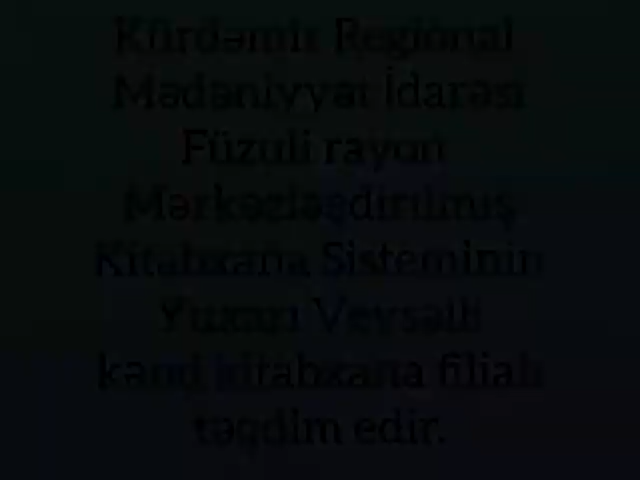 Kürdəmir Regional
Mədəniyyət İdarəsi
Füzuli rayon
Mərkəzləşdirilmiş
Kitabxana Sisteminin
Yuxarı Veysəlli
kənd kitabxana filialı
təqdim edir.